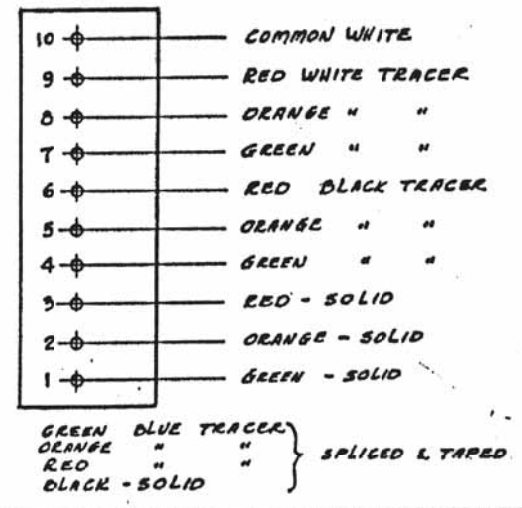 10 COMMON WHITE
9 RED WHITE TRACER
8 ORANGE " "
7 GREEN " "
6 RED BLACK TRACER
5 ORANGE " "
4 GREEN " "
3 RED - SOLID
2 ORANGE - SOLID
1 GREEN - SOLID
GREEN BLUE TRACER
ORANGE " "
RED " "
BLACK - SOLID
SPLICED & TAPED